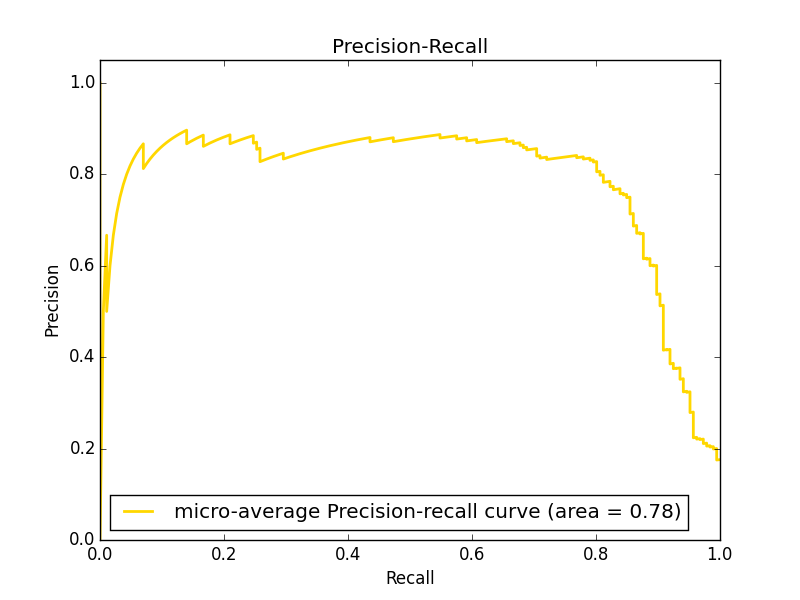 Precision-Recall
1.0
0.8
0.6
0.4
0.2
0.0
Precision
micro-average Precision-recall curve (area = 0.78)
0.0 0.2 0.4 0.6 0.8 1.0
Recall